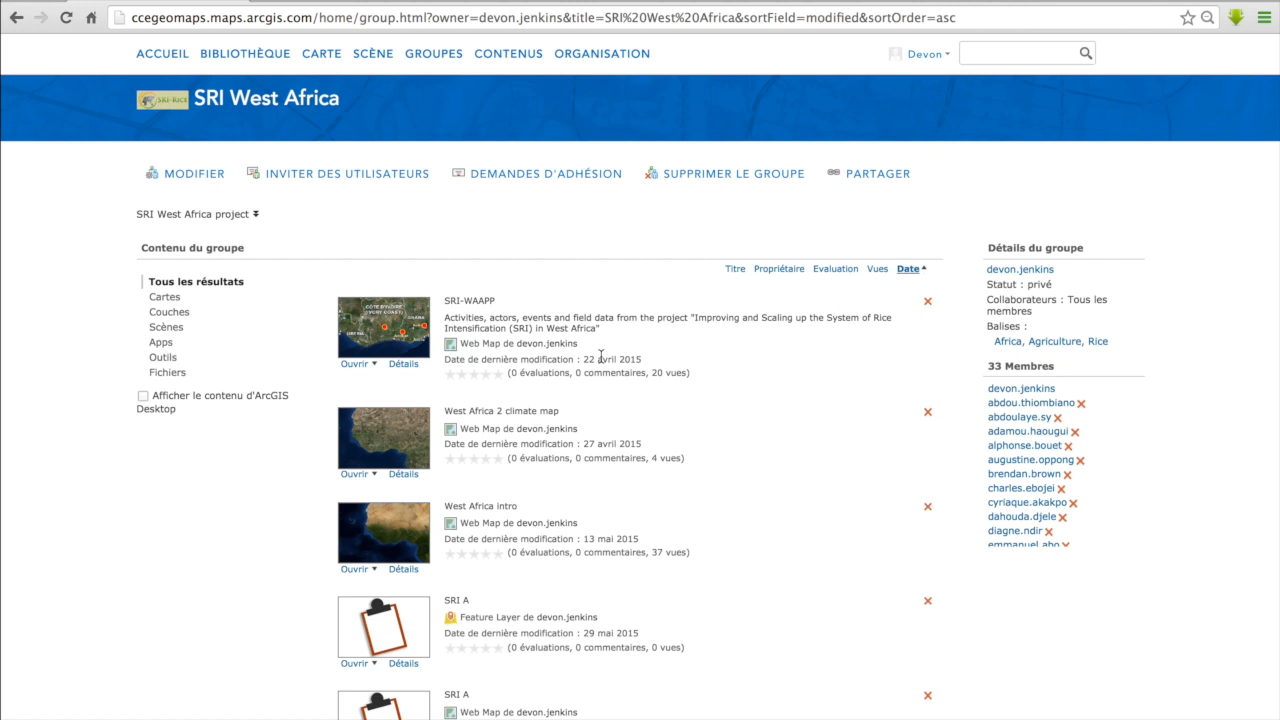 ccegeomaps.maps.arcgis.com/home/group.html?owner=devon.jenkins&title=SRI%20West%20Africa&sortField=modified&sortOrder=asc
ACCUEIL BIBLIOTHÈQUE CARTE SCÈNE GROUPES CONTENUS ORGANISATION Devon
SRI-RICE SRI West Africa
MODIFIER INVITER DES UTILISATEURS DEMANDES D'ADHÉSION SUPPRIMER LE GROUPE PARTAGER
SRI West Africa project
Contenu du groupe
Tous les résultats
Cartes
Couches
Scènes
Apps
Outils
Fichiers
Afficher le contenu d'ArcGIS
Desktop
Titre Propriétaire Evaluation Vues Date
SRI-WAAPP
Activities, actors, events and field data from the project "Improving and Scaling up the System of Rice
Intensification (SRI) in West Africa"
Web Map de devon.jenkins
Date de dernière modification : 22 avril 2015
(0 évaluations, 0 commentaires, 20 vues)
CÔTE D'IVOIRE
(IVORY COAST)
GHANA
Ouvrir Détails
West Africa 2 climate map
Web Map de devon.jenkins
Date de dernière modification : 27 avril 2015
(0 évaluations, 0 commentaires, 4 vues)
Ouvrir Détails
West Africa intro
Web Map de devon.jenkins
Date de dernière modification : 13 mai 2015
(0 évaluations, 0 commentaires, 37 vues)
Ouvrir Détails
SRI A
Feature Layer de devon.jenkins
Date de dernière modification : 29 mai 2015
(0 évaluations, 0 commentaires, 0 vues)
Ouvrir Détails
SRI A
Web Map de devon.jenkins
Détails du groupe
devon.jenkins
Statut : privé
Collaborateurs : Tous les
membres
Balises :
Africa, Agriculture, Rice
33 Membres
devon.jenkins
abdou.thiombiano
abdoulaye.sy
adamou.haougui
alphonse.bouet
augustine.oppong
brendan.brown
charles.ebojei
cyriaque.akakpo
dahouda.djele
diagne.ndir
emmanuel.abo